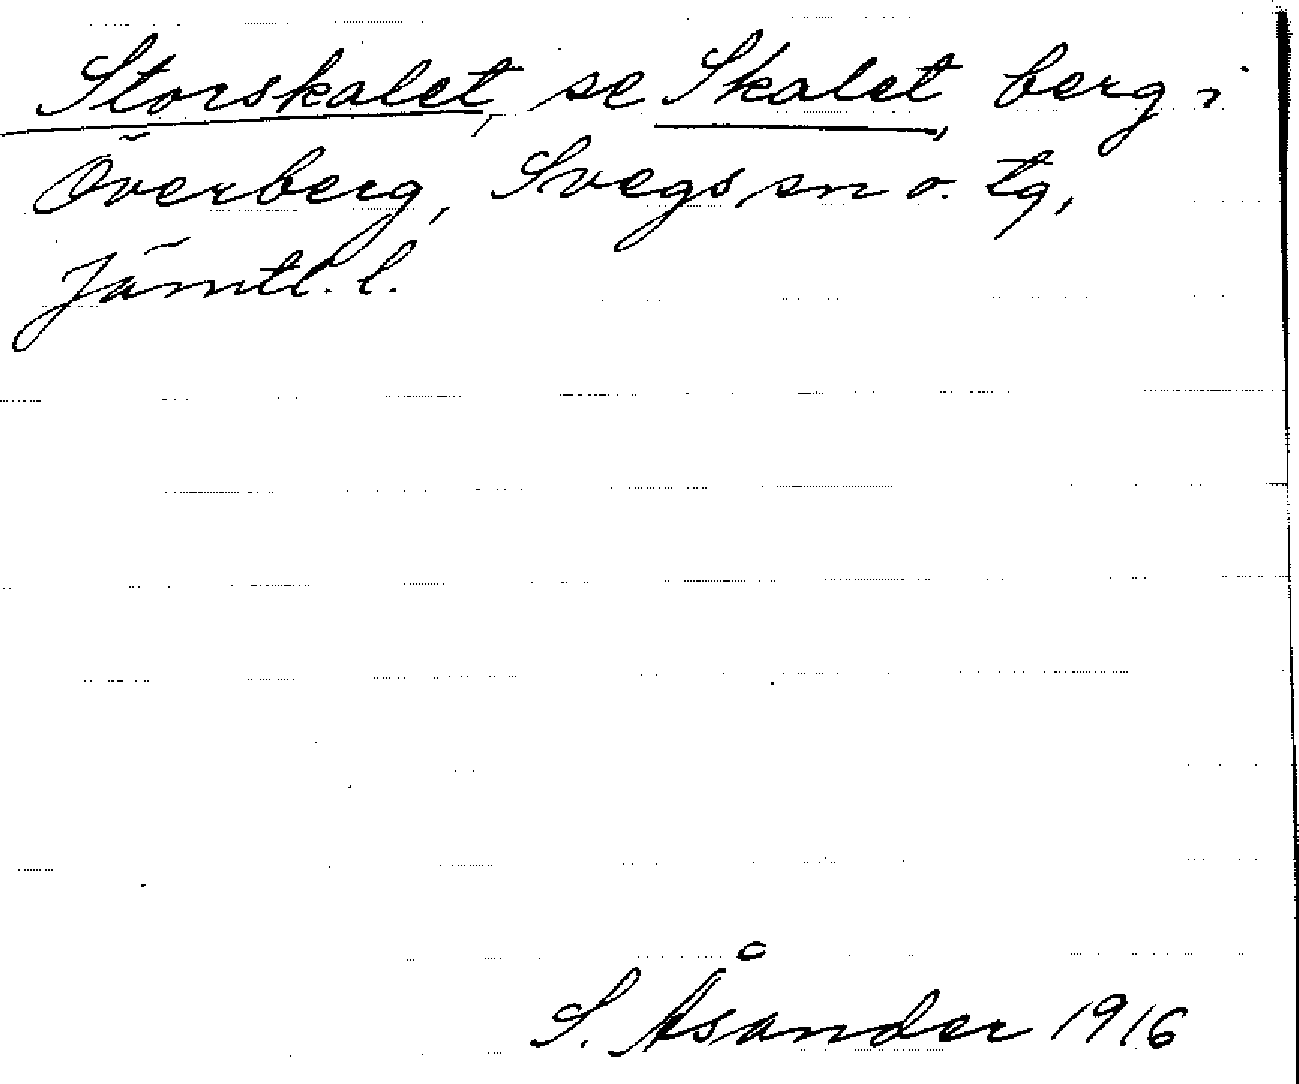 Storskalet, se Skalet, berg i
Överberg, Svegs sn o. tg,
Jämtl. l.
S. Åsander 1916